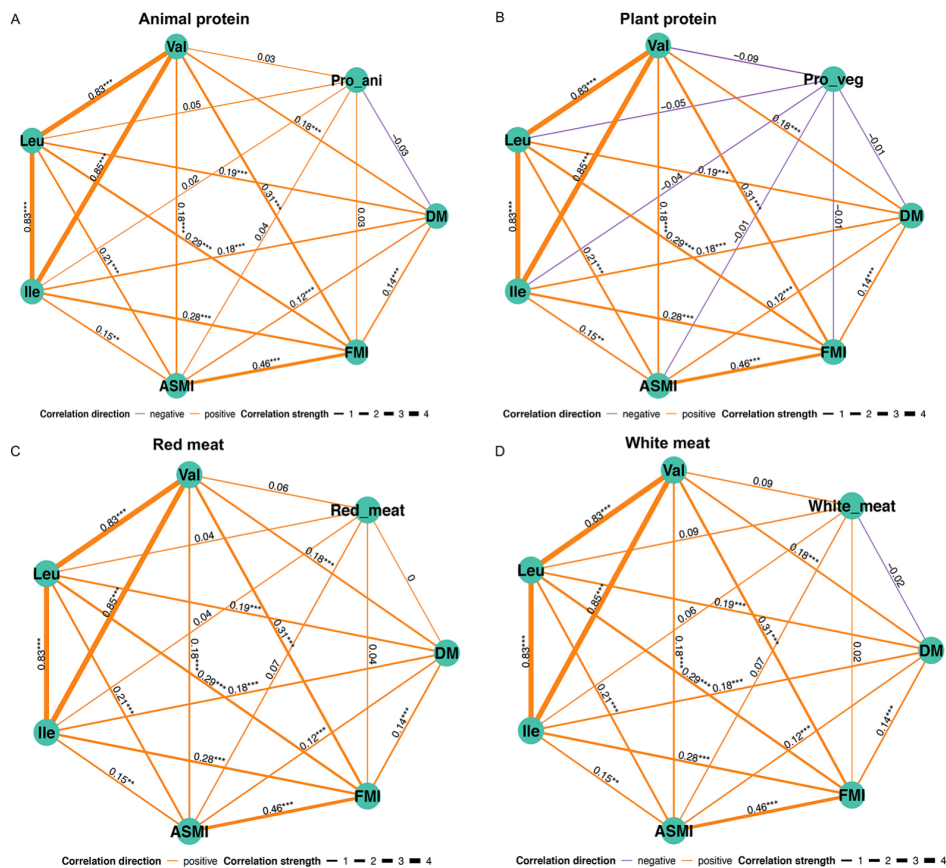 A
Animal protein
Val
Pro_ani
Leu
DM
Ile
FMI
ASMI
0.03
0.83***
0.05
0.18***
−0.03
0.19***
0.85***
0.02
0.31***
0.83***
0.18***
0.04
0.03
0.29***
0.18***
0.21***
0.12***
0.14***
0.28***
0.15**
0.46***
Correlation direction negative positive Correlation strength 1 2 3 4
B
Plant protein
Val
Pro_veg
Leu
DM
Ile
FMI
ASMI
−0.09
0.83***
−0.05
0.18***
−0.01
0.19***
0.85***
−0.04
0.31***
0.83***
0.18***
−0.01
−0.01
0.29***
0.18***
0.21***
0.12***
0.14***
0.28***
0.15**
0.46***
Correlation direction negative positive Correlation strength 1 2 3 4
C
Red meat
Val
Red_meat
Leu
DM
Ile
FMI
ASMI
0.06
0.83***
0.04
0.18***
0
0.19***
0.85***
0.04
0.31***
0.83***
0.18***
0.07
0.04
0.29***
0.18***
0.21***
0.12***
0.14***
0.28***
0.15**
0.46***
Correlation direction positive Correlation strength 1 2 3 4
D
White meat
Val
White_meat
Leu
DM
Ile
FMI
ASMI
0.09
0.83***
0.09
0.18***
−0.02
0.19***
0.85***
0.06
0.31***
0.83***
0.18***
0.07
0.02
0.29***
0.18***
0.21***
0.12***
0.14***
0.28***
0.15**
0.46***
Correlation direction negative positive Correlation strength 1 2 3 4